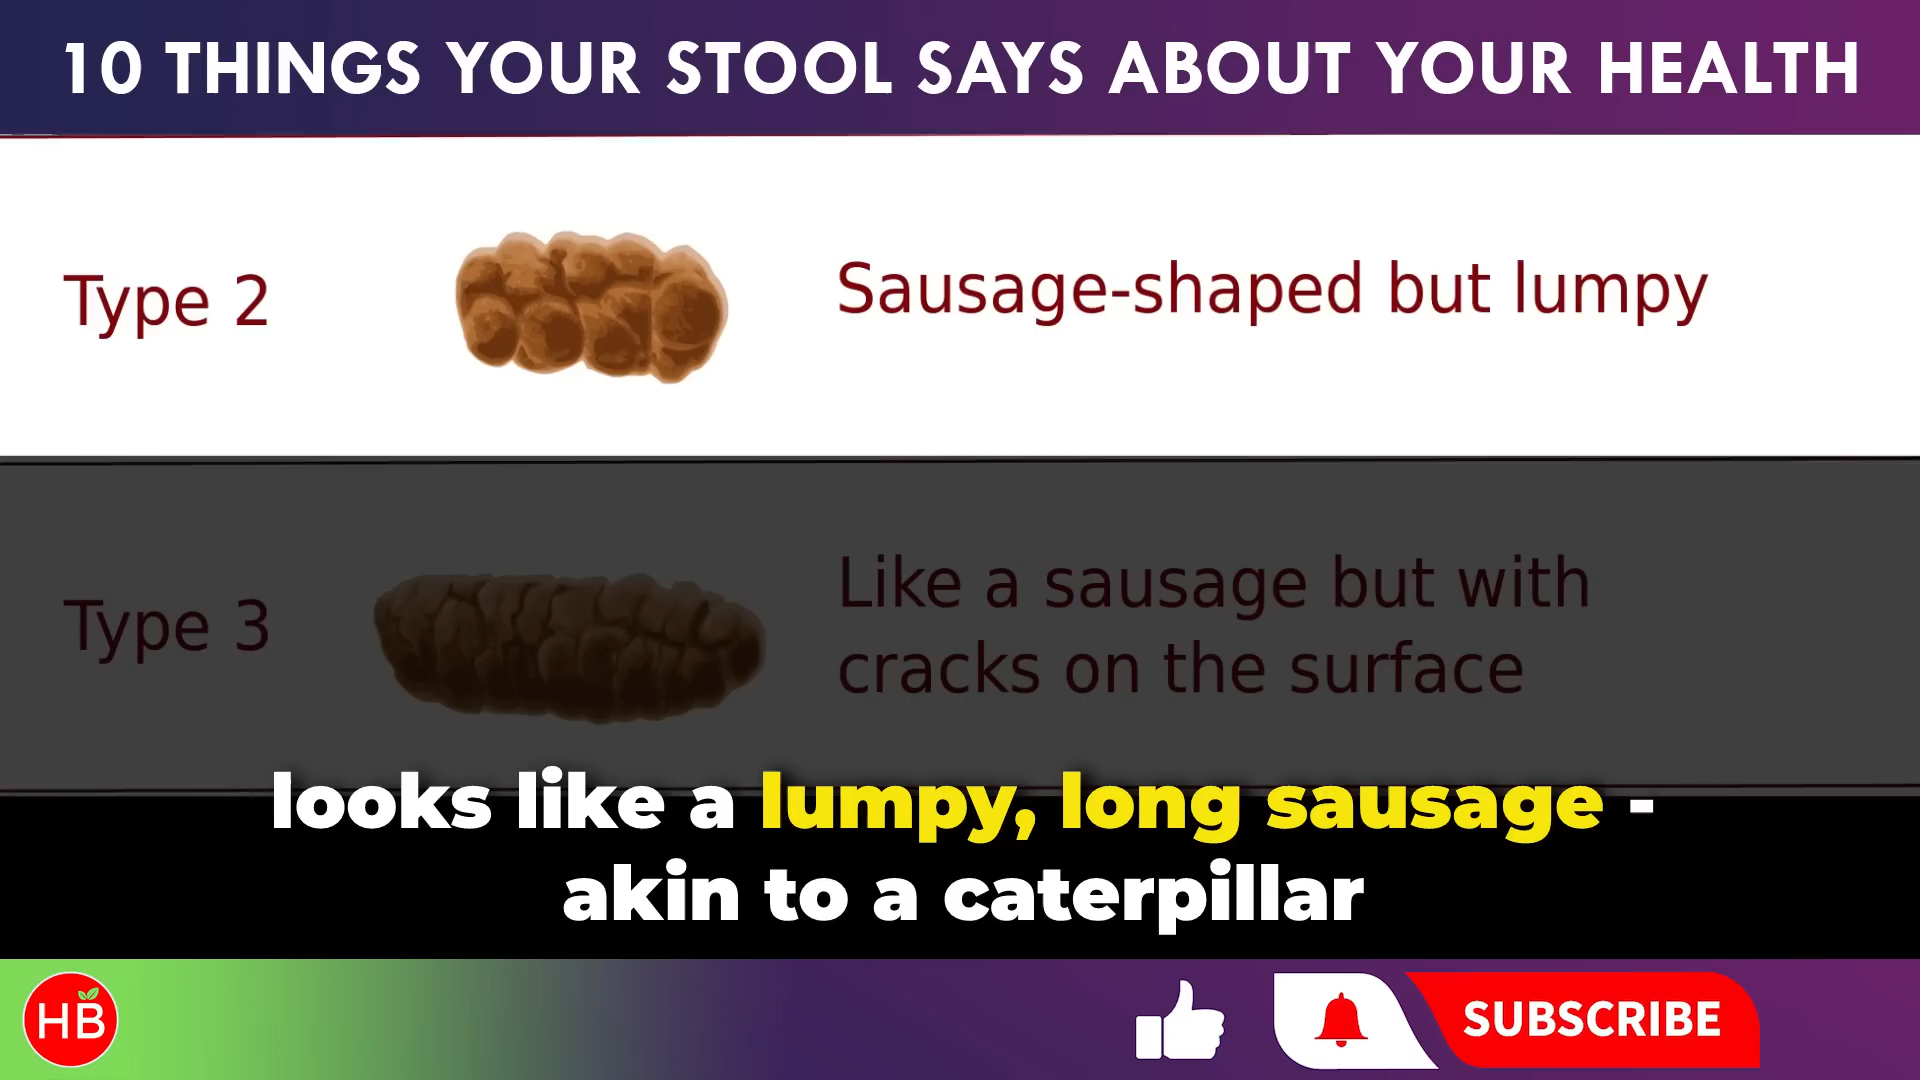 10 THINGS YOUR STOOL SAYS ABOUT YOUR HEALTH
Type 2
Sausage-shaped but lumpy
Type 3
Like a sausage but with
cracks on the surface
looks like a lumpy, long sausage -
akin to a caterpillar
HB
SUBSCRIBE